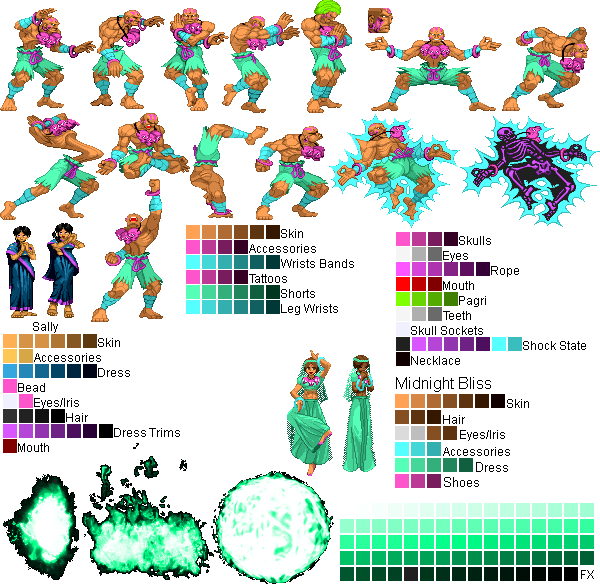 Skin
Accessories
Wrists Bands
Tattoos
Shorts
Leg Wrists
Skulls
Eyes
Rope
Mouth
Pagri
Teeth
Skull Sockets
Shock State
Necklace
Sally
Skin
Accessories
Dress
Bead
Eyes/Iris
Hair
Dress Trims
Mouth
Midnight Bliss
Skin
Hair
Eyes/Iris
Accessories
Dress
Shoes
FX